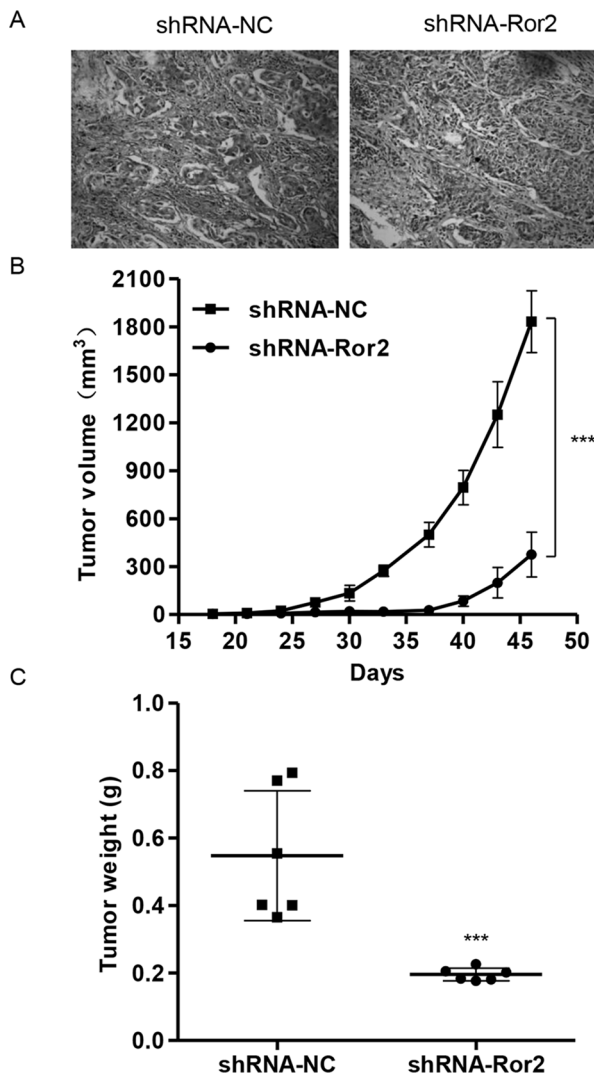 A
shRNA-NC
shRNA-Ror2
B
2100
1800
1500
1200
900
600
300
0
Tumor volume（mm³）
shRNA-NC
shRNA-Ror2
***
15 20 25 30 35 40 45 50
Days
C
1.0
0.8
0.6
0.4
0.2
0.0
Tumor weight (g)
***
shRNA-NC
shRNA-Ror2